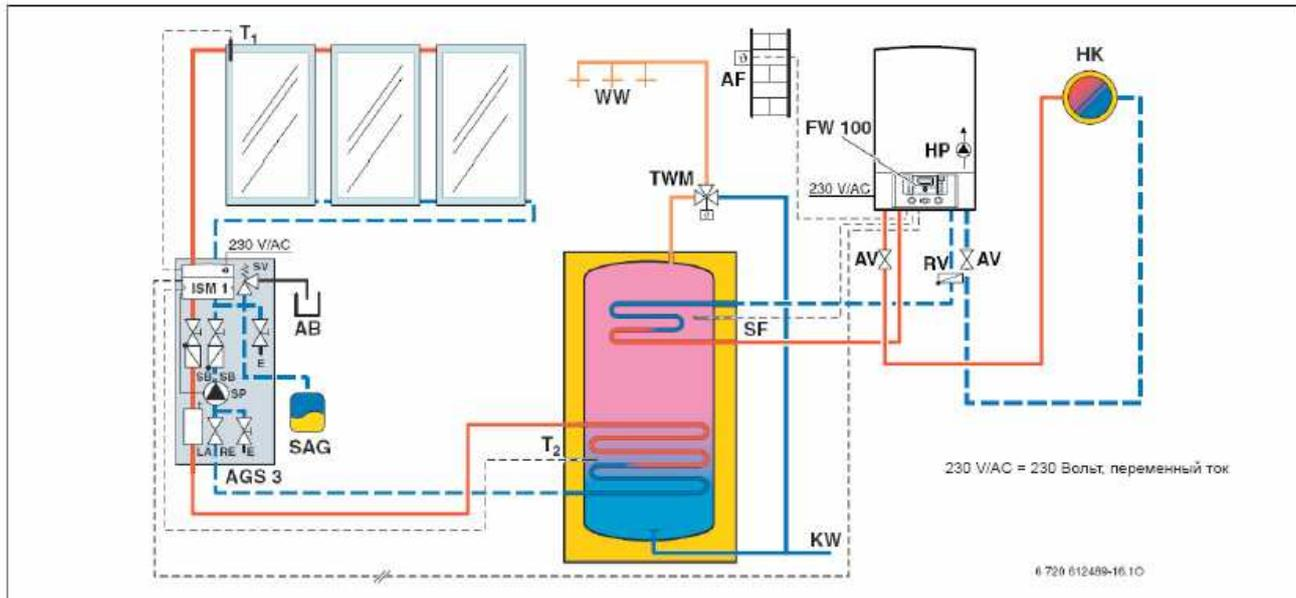 T1
WW
AF
HK
FW 100
HP
230 V/AC
TWM
230 V/AC
SV
ISM 1
AB
E
SB SB
SP
SAG
LA RE E
AGS 3
AV
RV
AV
SF
T2
KW
230 V/AC = 230 Вольт, переменный ток
6 720 612489-16.1O